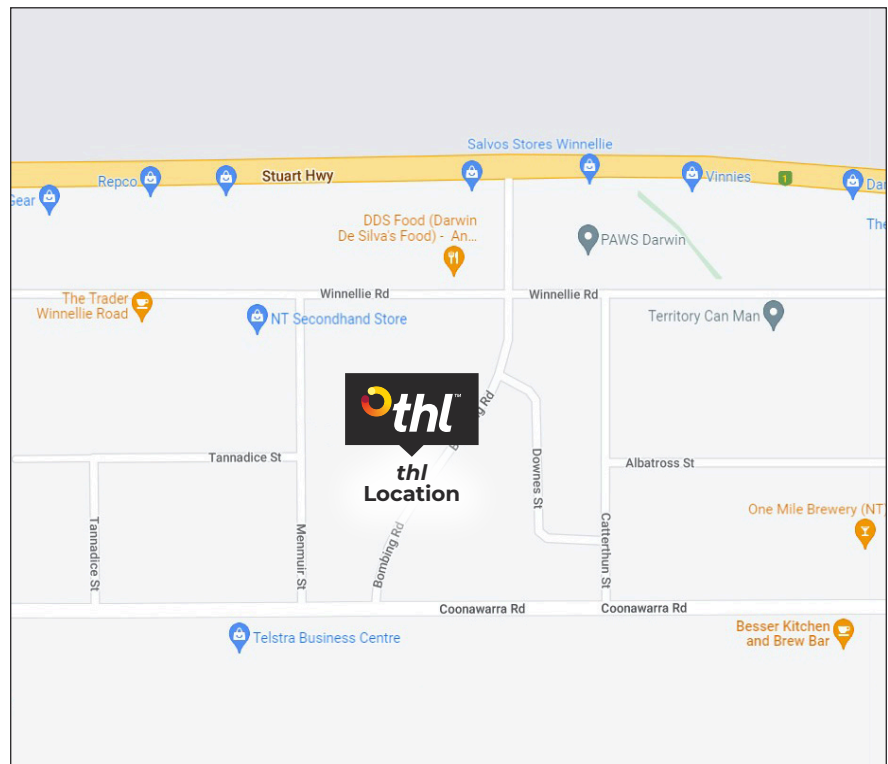 Salvos Stores Winnellie
Repco
Stuart Hwy
Vinnies
1
Dar
Gear
DDS Food (Darwin
De Silva's Food) - An...
PAWS Darwin
The
Winnellie Rd
Winnellie Rd
The Trader
Winnellie Road
NT Secondhand Store
Territory Can Man
thl™
Bombing Rd
thl
Location
Tannadice St
Downes St
Albatross St
One Mile Brewery (NT)
Tannadice St
Menmuir St
Bombing Rd
Catterthun St
Coonawarra Rd
Coonawarra Rd
Telstra Business Centre
Besser Kitchen
and Brew Bar